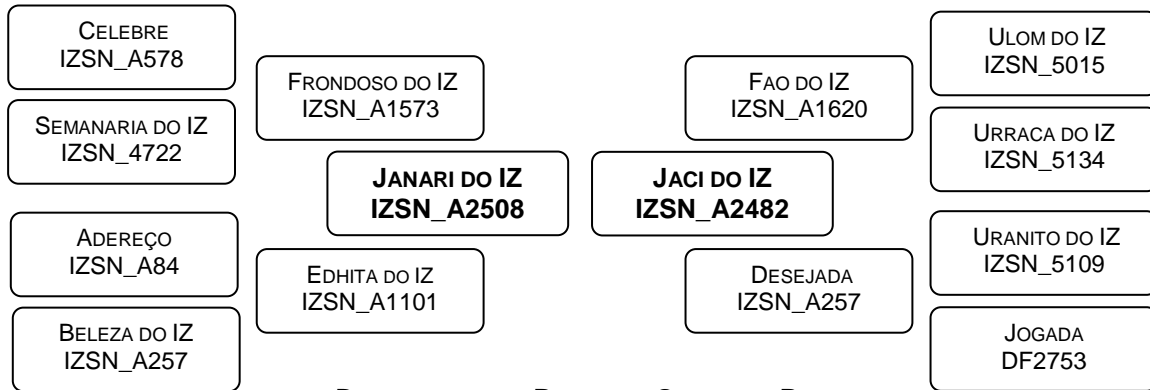 CELEBRE
IZSN_A578
SEMANARIA DO IZ
IZSN_4722
ADEREÇO
IZSN_A84
BELEZA DO IZ
IZSN_A257
FRONDOSO DO IZ
IZSN_A1573
EDHITA DO IZ
IZSN_A1101
JANARI DO IZ
IZSN_A2508
JACI DO IZ
IZSN_A2482
FAO DO IZ
IZSN_A1620
DESEJADA
IZSN_A257
ULOM DO IZ
IZSN_5015
URRACA DO IZ
IZSN_5134
URANITO DO IZ
IZSN_5109
JOGADA
DF2753